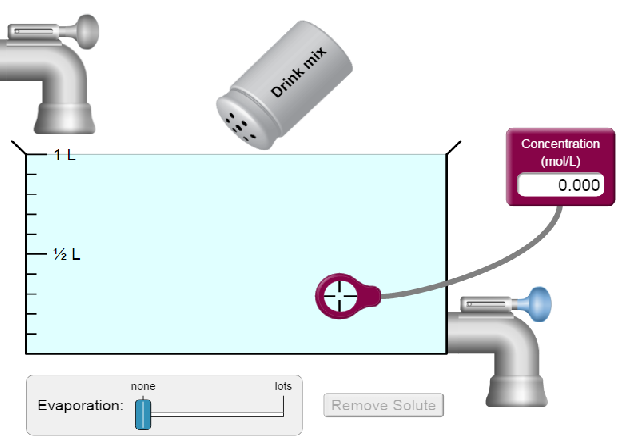 Drink mix
Concentration
(mol/L)
0.000
1 L
½ L
none
lots
Evaporation:
Remove Solute